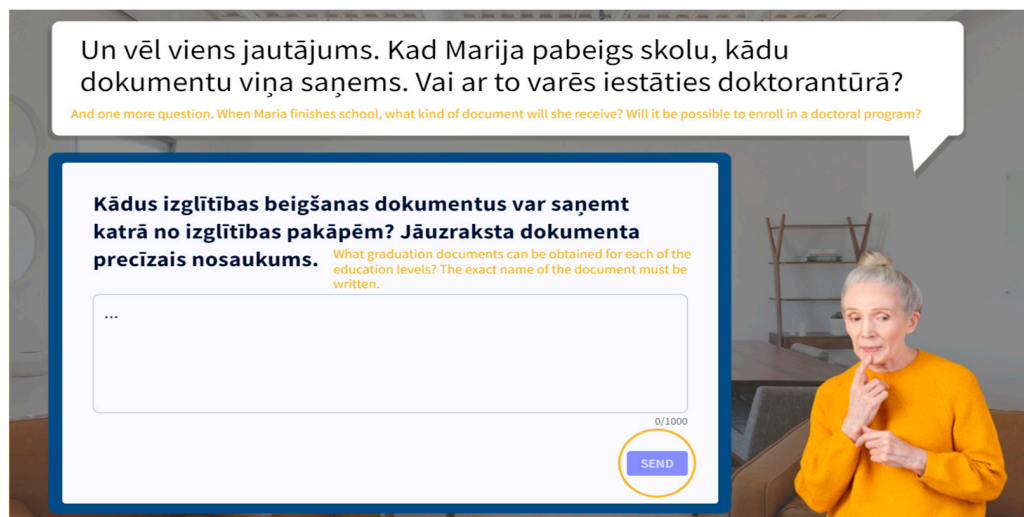 Un vēl viens jautājums. Kad Marija pabeigs skolu, kādu
dokumentu viņa saņems. Vai ar to varēs iestāties doktorantūrā?
And one more question. When Maria finishes school, what kind of document will she receive? Will it be possible to enroll in a doctoral program?
Kādus izglītības beigšanas dokumentus var saņemt
katrā no izglītības pakāpēm? Jāuzraksta dokumenta
precīzais nosaukums.
What graduation documents can be obtained for each of the
education levels? The exact name of the document must be
written.
...
0/1000
SEND